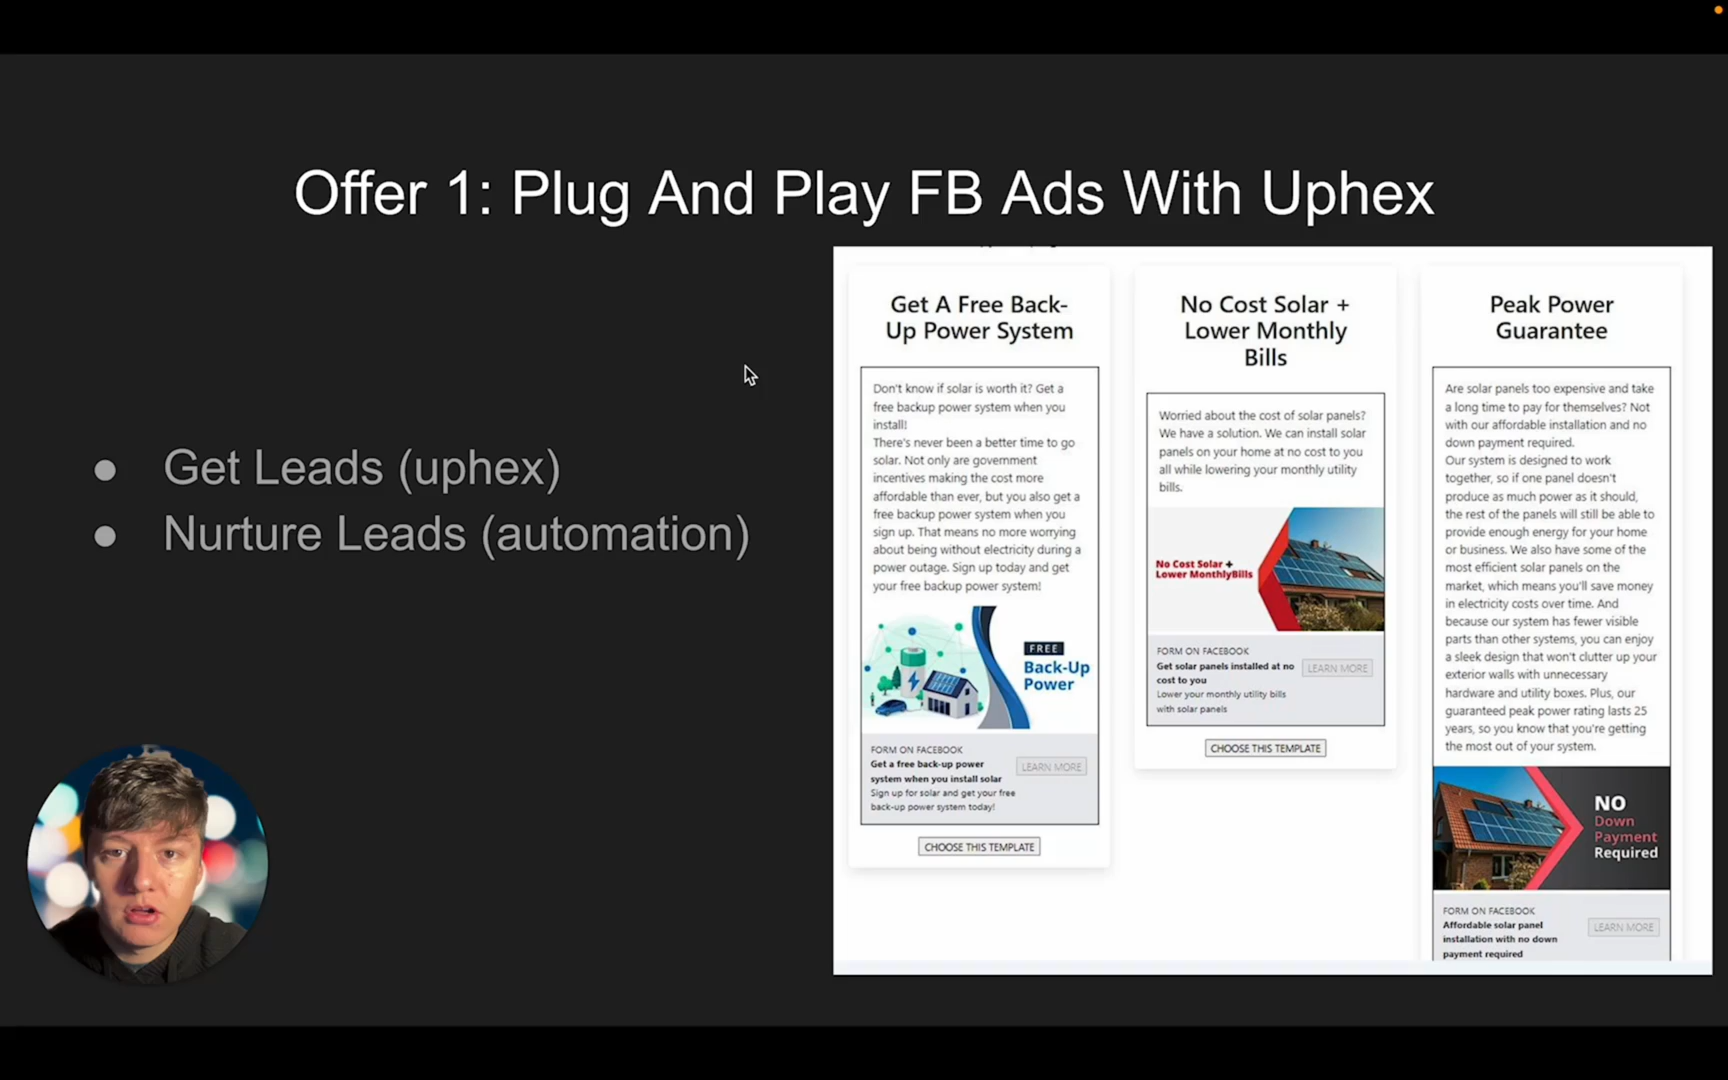 Offer 1: Plug And Play FB Ads With Uphex
● Get Leads (uphex)
● Nurture Leads (automation)
Get A Free Back-
Up Power System
Don't know if solar is worth it? Get a
free backup power system when you
install!
There's never been a better time to go
solar. Not only are government
incentives making the cost more
affordable than ever, but you also get a
free backup power system when you
sign up. That means no more worrying
about being without electricity during a
power outage. Sign up today and get
your free backup power system!
FREE
Back-Up
Power
FORM ON FACEBOOK
Get a free back-up power
system when you install solar
Sign up for solar and get your free
back-up power system today!
LEARN MORE
CHOOSE THIS TEMPLATE
No Cost Solar +
Lower Monthly
Bills
Worried about the cost of solar panels?
We have a solution. We can install solar
panels on your home at no cost to you
all while lowering your monthly utility
bills.
No Cost Solar +
Lower MonthlyBills
FORM ON FACEBOOK
Get solar panels installed at no
cost to you
Lower your monthly utility bills
with solar panels
LEARN MORE
CHOOSE THIS TEMPLATE
Peak Power
Guarantee
Are solar panels too expensive and take
a long time to pay for themselves? Not
with our affordable installation and no
down payment required.
Our system is designed to work
together, so if one panel doesn't
produce as much power as it should,
the rest of the panels will still be able to
provide enough energy for your home
or business. We also have some of the
most efficient solar panels on the
market, which means you'll save money
in electricity costs over time. And
because our system has fewer visible
parts than other systems, you can enjoy
a sleek design that won't clutter up your
exterior walls with unnecessary
hardware and utility boxes. Plus, our
guaranteed peak power rating lasts 25
years, so you know that you're getting
the most out of your system.
NO
Down
Payment
Required
FORM ON FACEBOOK
Affordable solar panel
installation with no down
payment required
LEARN MORE